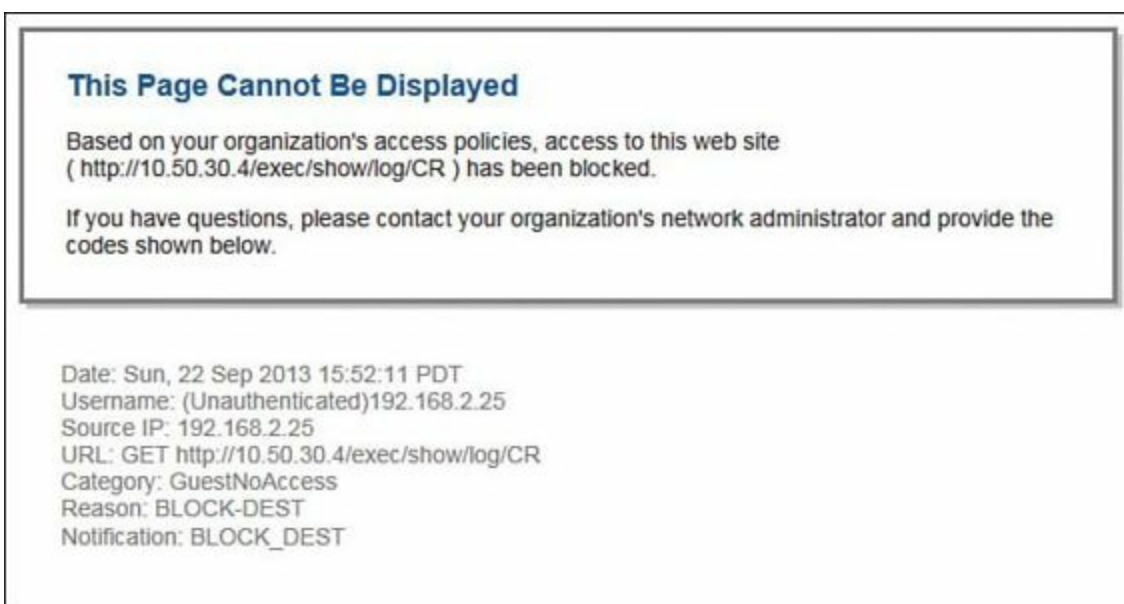 This Page Cannot Be Displayed
Based on your organization's access policies, access to this web site
( http://10.50.30.4/exec/show/log/CR ) has been blocked.
If you have questions, please contact your organization's network administrator and provide the
codes shown below.
Date: Sun, 22 Sep 2013 15:52:11 PDT
Username: (Unauthenticated)192.168.2.25
Source IP: 192.168.2.25
URL: GET http://10.50.30.4/exec/show/log/CR
Category: GuestNoAccess
Reason: BLOCK-DEST
Notification: BLOCK_DEST